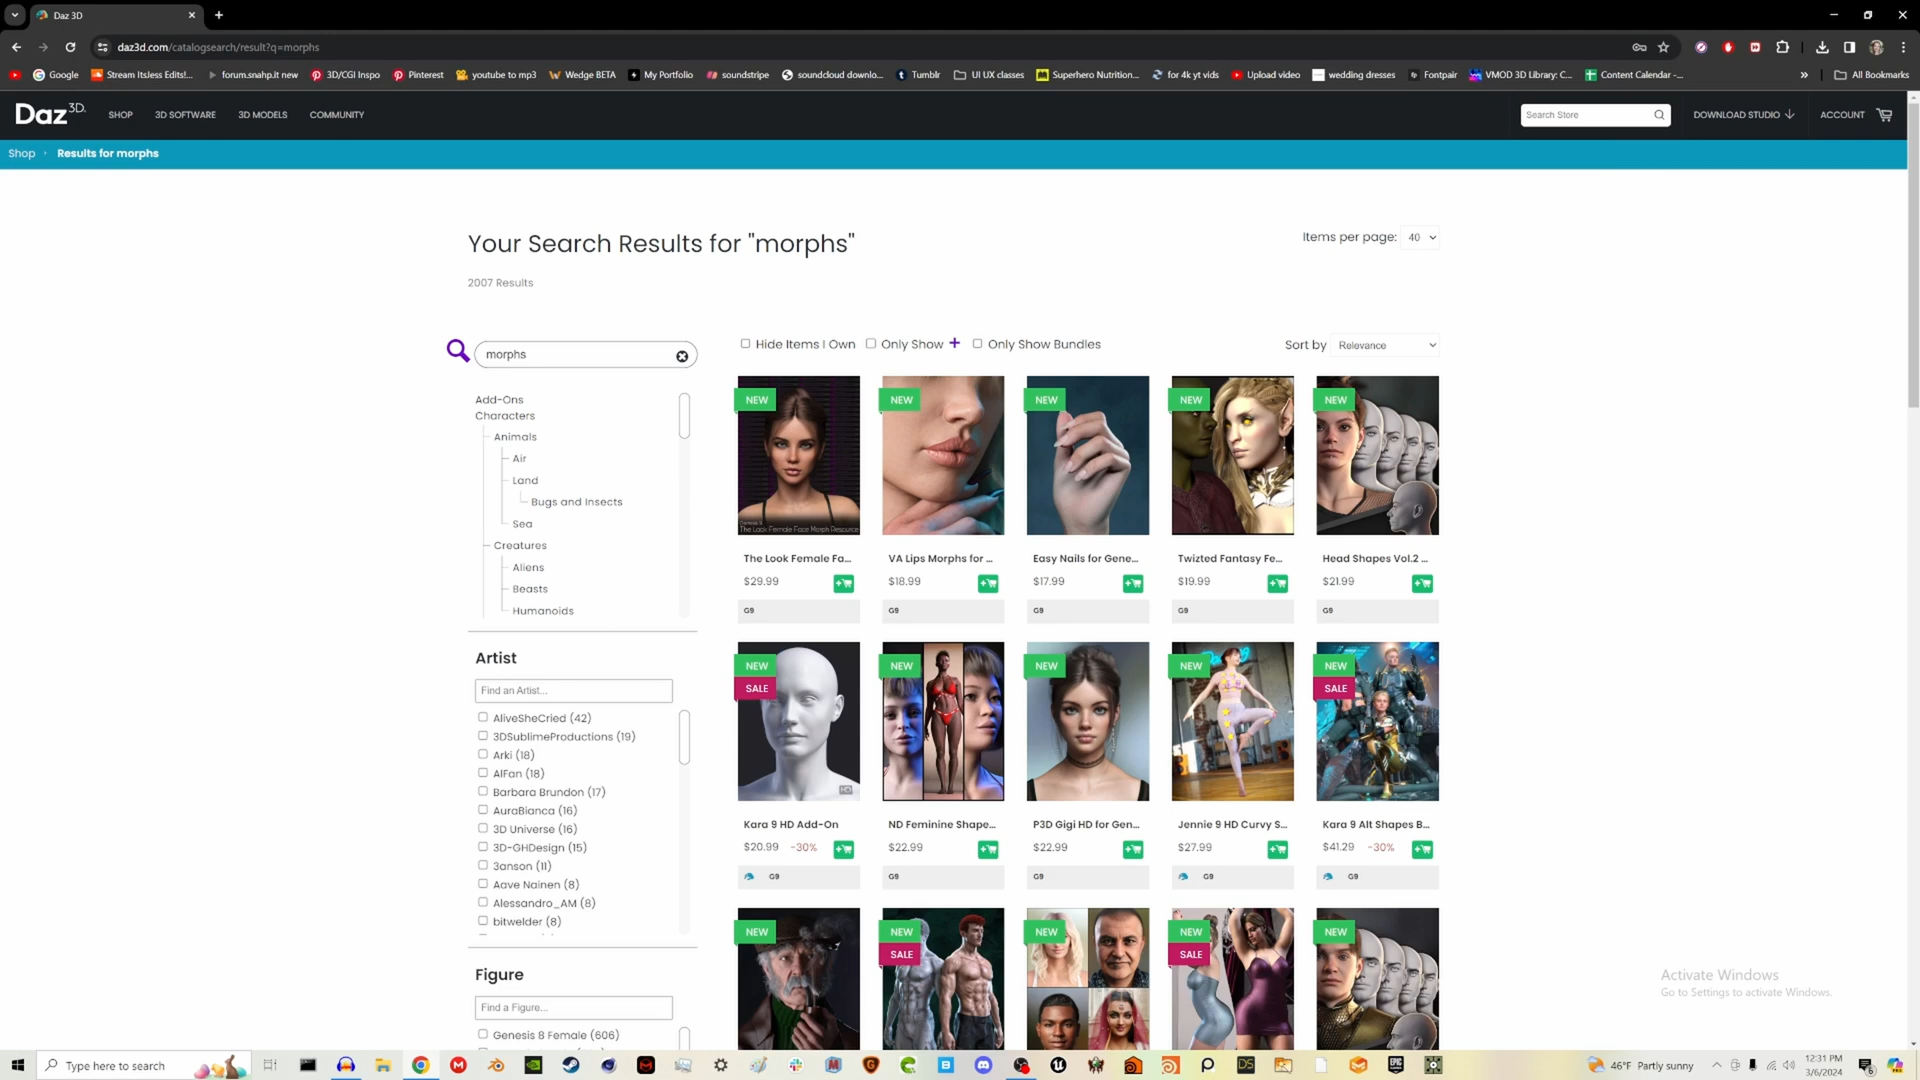 Daz 3D
daz3d.com/catalogsearch/result?q=morphs
Google
Stream ItsJess Edits!...
forum.snahp.it new
3D/CGI Inspo
Pinterest
youtube to mp3
Wedge BETA
My Portfolio
soundstripe
soundcloud downlo...
Tumblr
UI UX classes
Superhero Nutrition...
for 4k yt vids
Upload video
wedding dresses
Fontpair
VMOD 3D Library: C...
Content Calendar -...
All Bookmarks
Daz 3D.
SHOP
3D SOFTWARE
3D MODELS
COMMUNITY
Search Store
DOWNLOAD STUDIO
ACCOUNT
Shop › Results for morphs
Your Search Results for "morphs"
Items per page: 40
2007 Results
morphs
Hide Items I Own
Only Show +
Only Show Bundles
Sort by Relevance
Add-Ons
Characters
Animals
Air
Land
Bugs and Insects
Sea
Creatures
Aliens
Beasts
Humanoids
Artist
Find an Artist...
AliveSheCried (42)
3DSublimeProductions (19)
Arki (18)
AlFan (18)
Barbara Brundon (17)
AuraBianca (16)
3D Universe (16)
3D-GHDesign (15)
3anson (11)
Aave Nainen (8)
Alessandro_AM (8)
bitwelder (8)
Figure
Find a Figure...
Genesis 8 Female (606)
NEW
NEW
NEW
NEW
NEW
The Look Female Face Morph Resource
The Look Female Fa...
VA Lips Morphs for ...
Easy Nails for Gene...
Twizted Fantasy Fe...
Head Shapes Vol.2 ...
$29.99
$18.99
$17.99
$19.99
$21.99
G9
G9
G9
G9
G9
NEW
SALE
NEW
NEW
NEW
NEW
SALE
HD
Kara 9 HD Add-On
ND Feminine Shape...
P3D Gigi HD for Gen...
Jennie 9 HD Curvy S...
Kara 9 Alt Shapes B...
$20.99 -30%
$22.99
$22.99
$27.99
$41.29 -30%
G9
G9
G9
G9
G9
NEW
NEW
SALE
NEW
NEW
SALE
NEW
Activate Windows
Go to Settings to activate Windows.
Type here to search
46°F Partly sunny
12:31 PM
3/6/2024